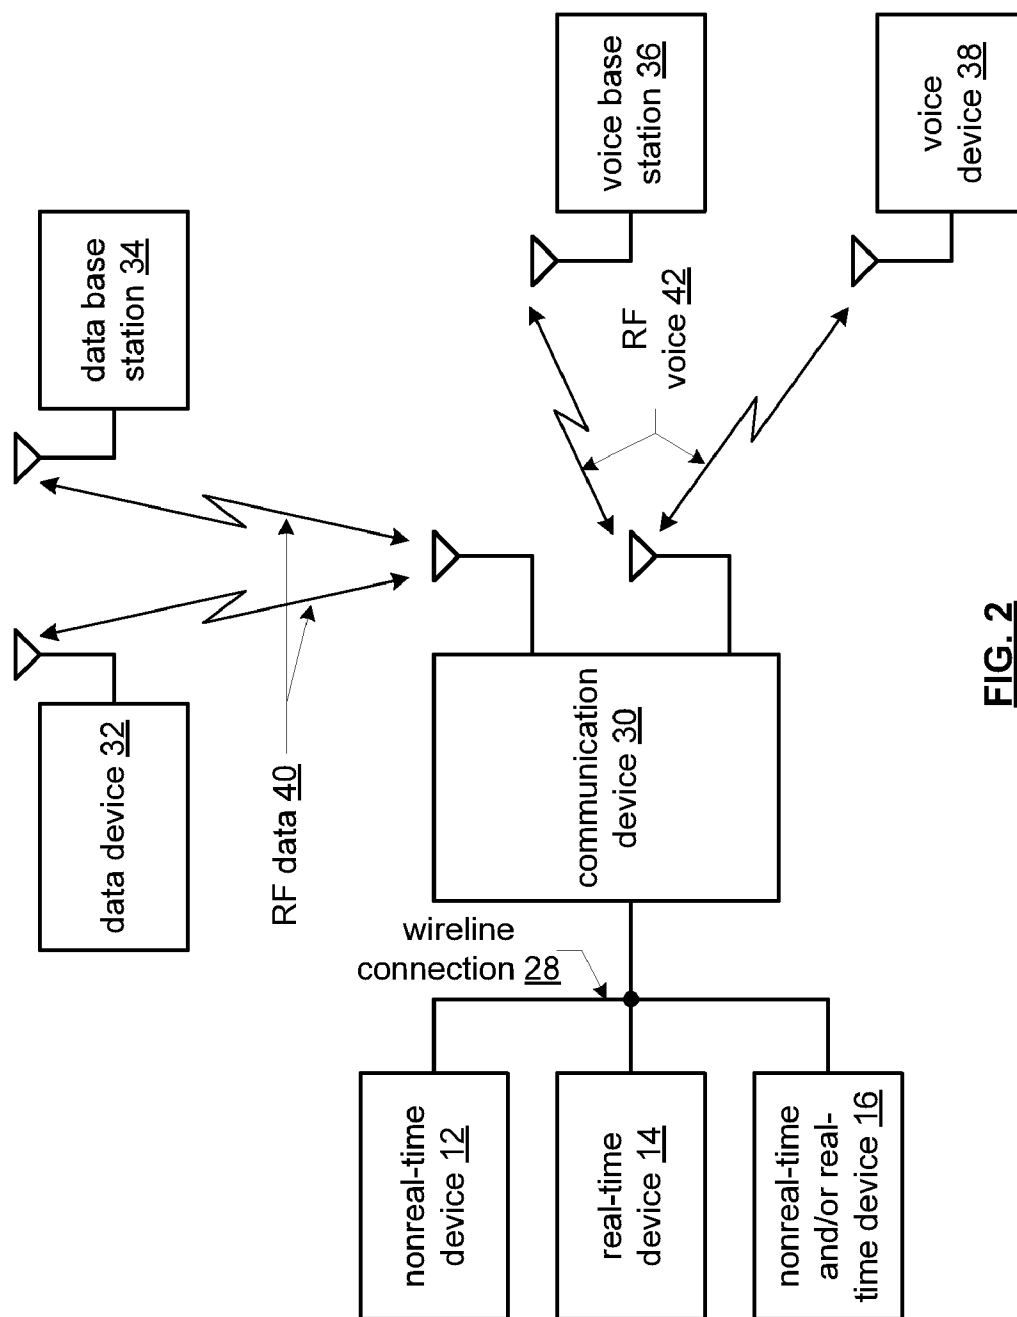 data device 32
data base
station 34
RF data 40
wireline
connection 28
nonreal-time
device 12
communication
device 30
RF
voice 42
voice base
station 36
real-time
device 14
nonreal-time
and/or real-
time device 16
voice
device 38
FIG. 2